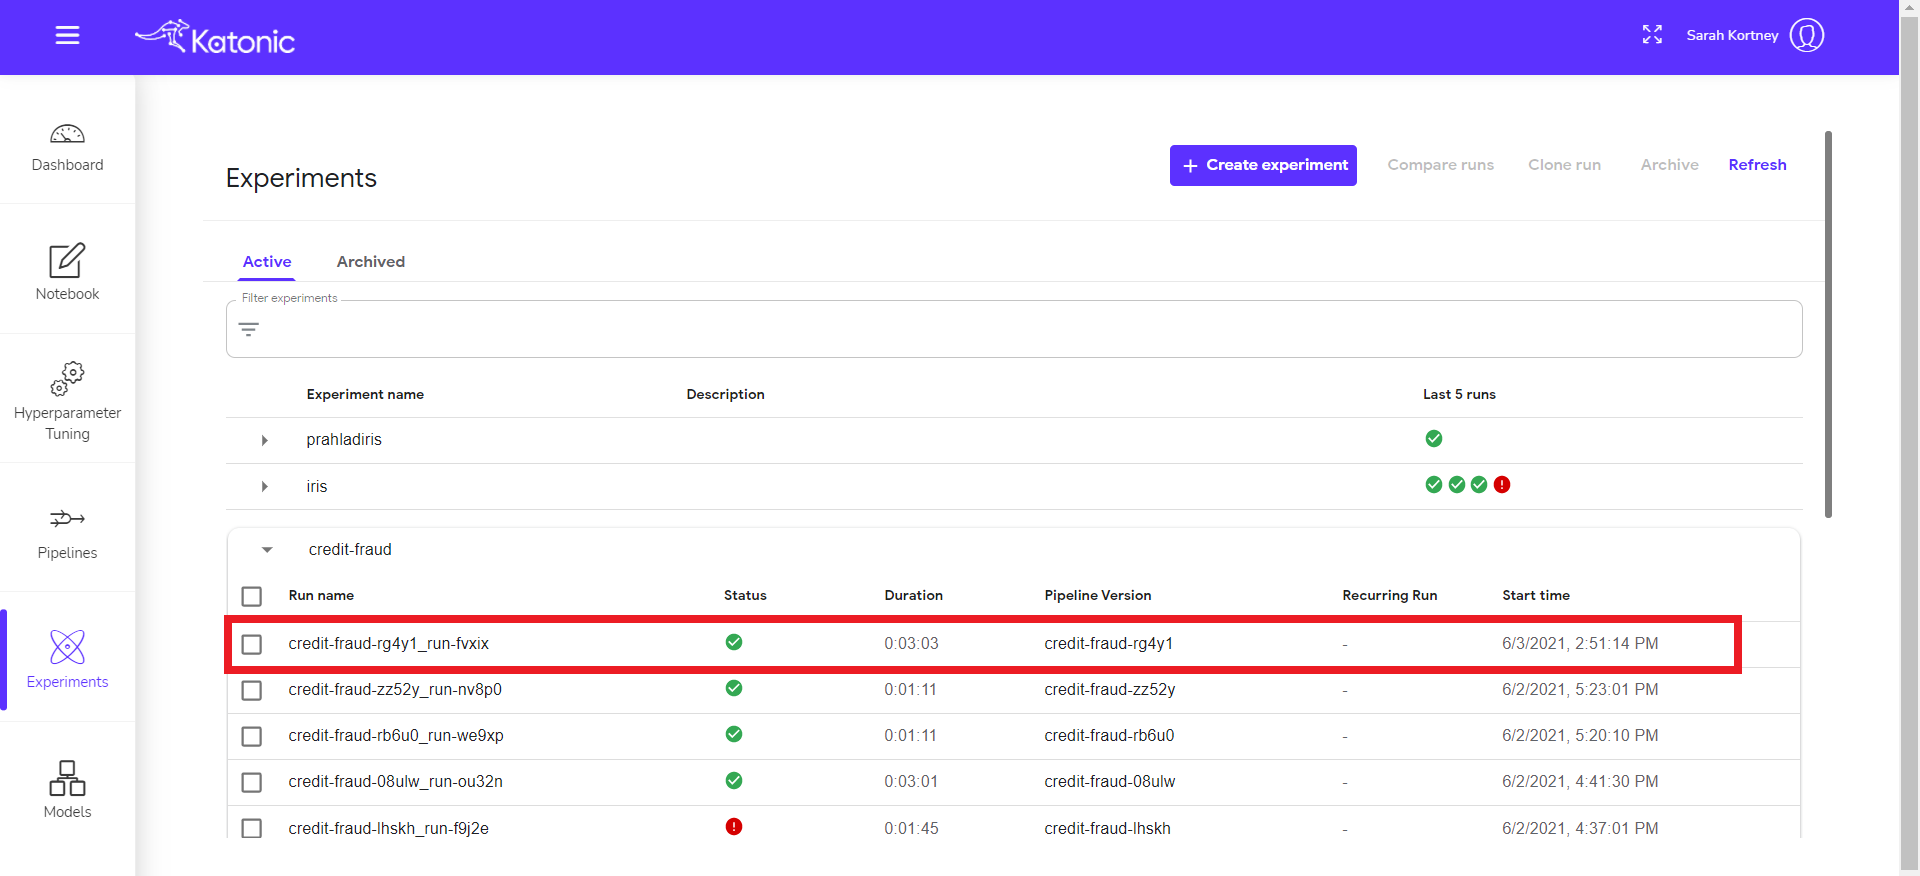 Katonic
Sarah Kortney
Dashboard
Notebook
Hyperparameter
Tuning
Pipelines
Experiments
Models
Experiments
+ Create experiment Compare runs Clone run Archive Refresh
Active Archived
Filter experiments
Experiment name Description Last 5 runs
prahladiris
iris
credit-fraud
Run name Status Duration Pipeline Version Recurring Run Start time
credit-fraud-rg4y1_run-fvxix 0:03:03 credit-fraud-rg4y1 - 6/3/2021, 2:51:14 PM
credit-fraud-zz52y_run-nv8p0 0:01:11 credit-fraud-zz52y - 6/2/2021, 5:23:01 PM
credit-fraud-rb6u0_run-we9xp 0:01:11 credit-fraud-rb6u0 - 6/2/2021, 5:20:10 PM
credit-fraud-08ulw_run-ou32n 0:03:01 credit-fraud-08ulw - 6/2/2021, 4:41:30 PM
credit-fraud-lhskh_run-f9j2e 0:01:45 credit-fraud-lhskh - 6/2/2021, 4:37:01 PM